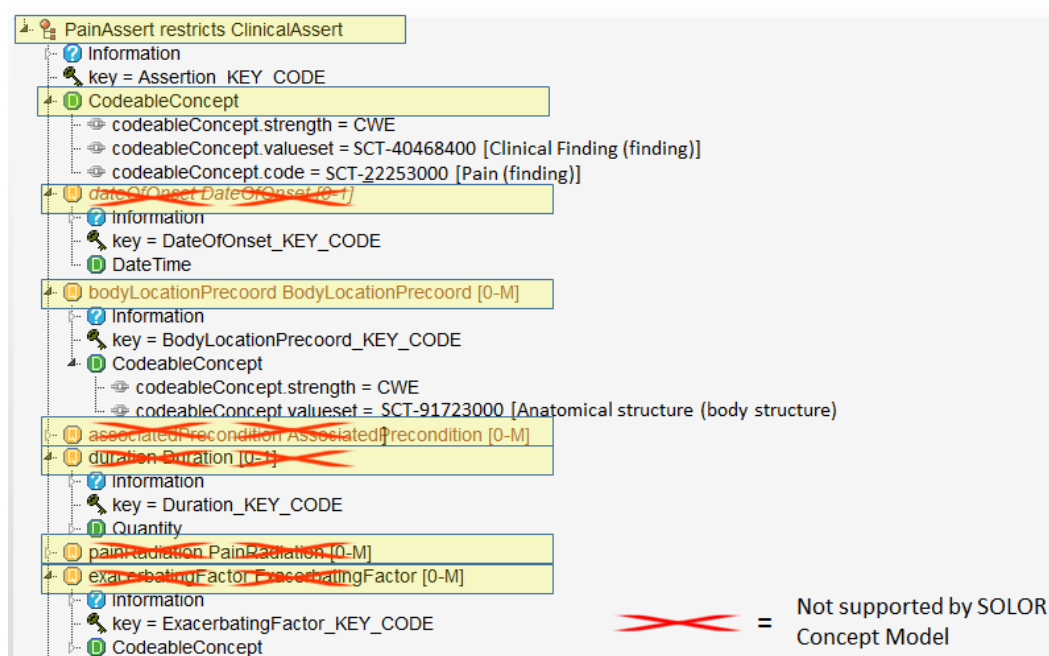 PainAssert restricts ClinicalAssert
Information
key = Assertion_KEY_CODE
CodeableConcept
codeableConcept.strength = CWE
codeableConcept.valueset = SCT-40468400 [Clinical Finding (finding)]
codeableConcept.code = SCT-22253000 [Pain (finding)]
dateOfOnset DateOfOnset [0-1]
Information
key = DateOfOnset_KEY_CODE
DateTime
bodyLocationPrecoord BodyLocationPrecoord [0-M]
Information
key = BodyLocationPrecoord_KEY_CODE
CodeableConcept
codeableConcept.strength = CWE
codeableConcept.valueset = SCT-91723000 [Anatomical structure (body structure)
associatedPrecondition AssociatedPrecondition [0-M]
duration Duration [0-1]
Information
key = Duration_KEY_CODE
Quantity
painRadiation PainRadiation [0-M]
exacerbatingFactor ExacerbatingFactor [0-M]
Information
key = ExacerbatingFactor_KEY_CODE
CodeableConcept
= Not supported by SOLOR
Concept Model